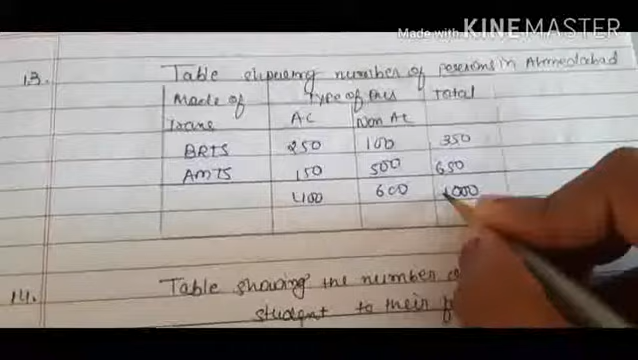 Made with KINEMASTER
13. Table showing number of persons in Ahmedabad
Mode of Type of Bus Total
trans AC Non AC
BRTS 250 100 350
AMTS 150 500 650
400 600 1000
14. Table showing the number
student to their